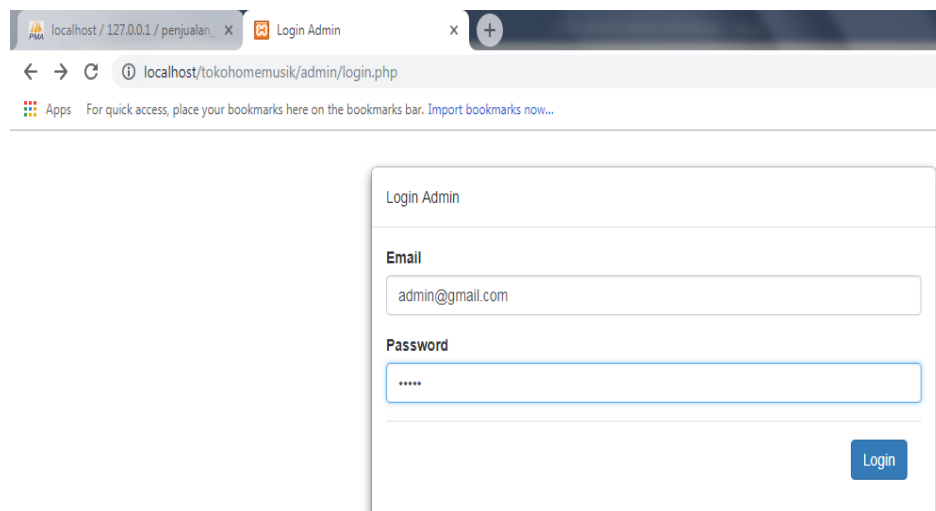 PMA localhost / 127.0.0.1 / penjualan_ Login Admin
localhost/tokohomemusik/admin/login.php
Apps For quick access, place your bookmarks here on the bookmarks bar. Import bookmarks now...
Login Admin
Email
admin@gmail.com
Password
•••••
Login